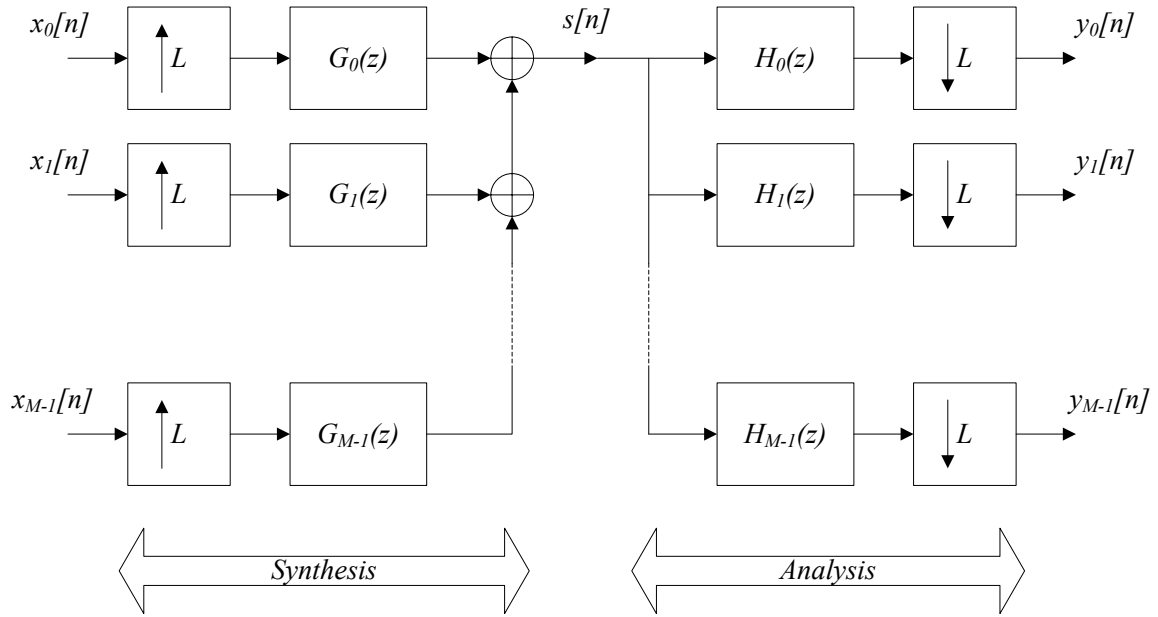 x0[n] L G0(z) s[n] H0(z) L y0[n]
x1[n] L G1(z) H1(z) L y1[n]
xM-1[n] L GM-1(z) HM-1(z) L yM-1[n]
Synthesis Analysis